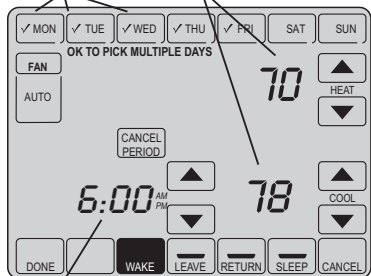 ✓ MON ✓ TUE ✓ WED ✓ THU ✓ FRI SAT SUN
OK TO PICK MULTIPLE DAYS
FAN
AUTO
70
HEAT
CANCEL
PERIOD
6:00 AM
PM
78
COOL
DONE WAKE LEAVE RETURN SLEEP CANCEL